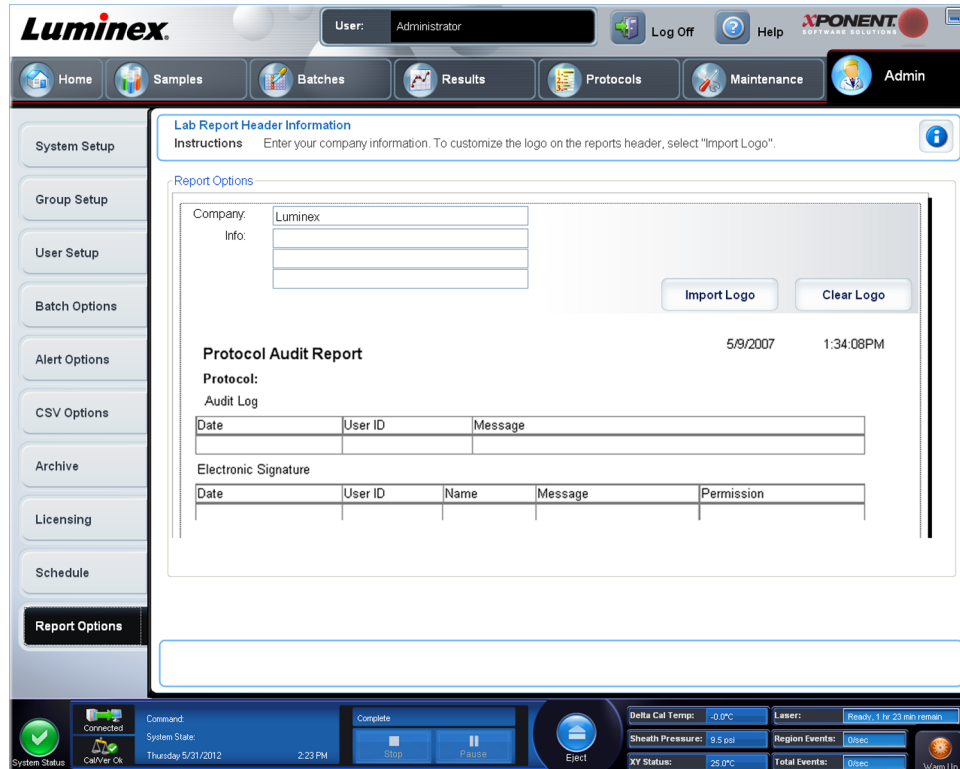 Luminex.
User: Administrator
Log Off
Help
XPONENT.
SOFTWARE SOLUTIONS
Home
Samples
Batches
Results
Protocols
Maintenance
Admin
System Setup
Group Setup
User Setup
Batch Options
Alert Options
CSV Options
Archive
Licensing
Schedule
Report Options
Lab Report Header Information
Instructions Enter your company information. To customize the logo on the reports header, select "Import Logo".
Report Options
Company: Luminex
Info:
Import Logo Clear Logo
5/9/2007 1:34:08PM
Protocol Audit Report
Protocol:
Audit Log
Date User ID Message
Electronic Signature
Date User ID Name Message Permission
System Status
Connected
Cal/Ver Ok
Command:
System State:
Thursday 5/31/2012 2:23 PM
Complete
Stop Pause
Eject
Delta Cal Temp: -0.0°C
Sheath Pressure: 9.5 psi
XY Status: 25.0°C
Laser: Ready, 1 hr 23 min remain
Region Events: 0/sec
Total Events: 0/sec
Warm Up